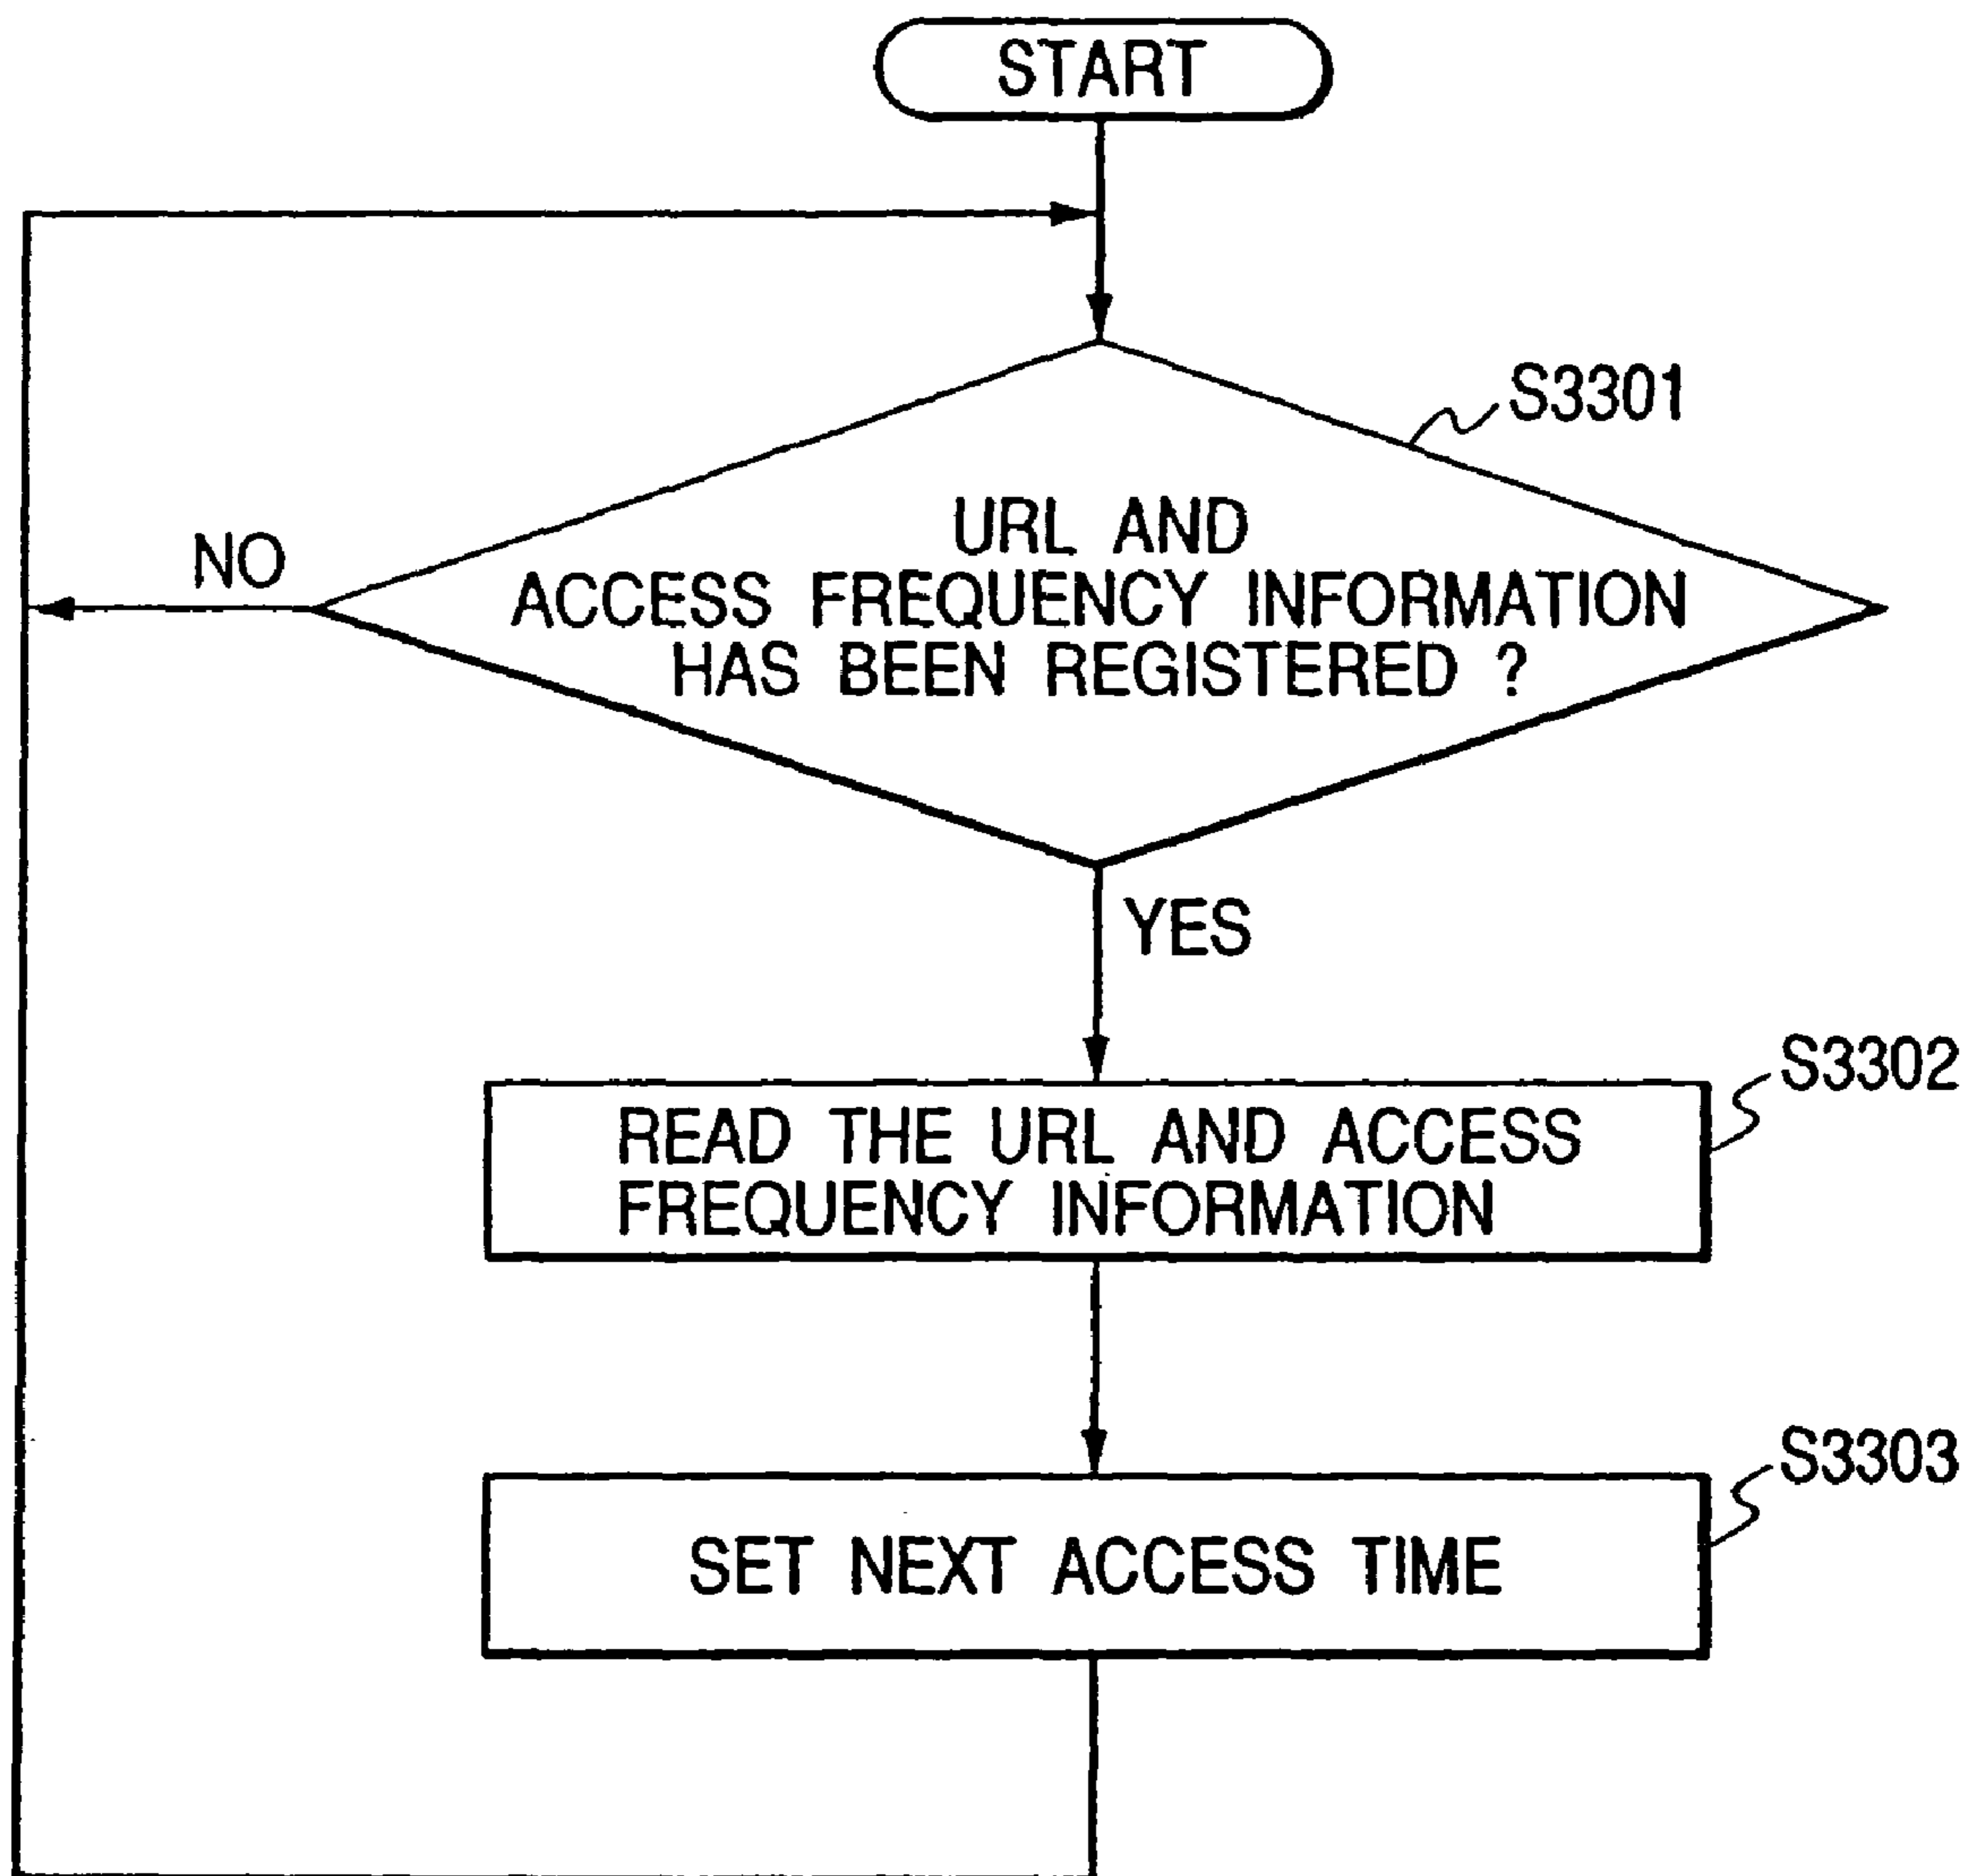 START
S3301
URL AND
ACCESS FREQUENCY INFORMATION
HAS BEEN REGISTERED ?
NO
YES
S3302
READ THE URL AND ACCESS
FREQUENCY INFORMATION
S3303
SET NEXT ACCESS TIME